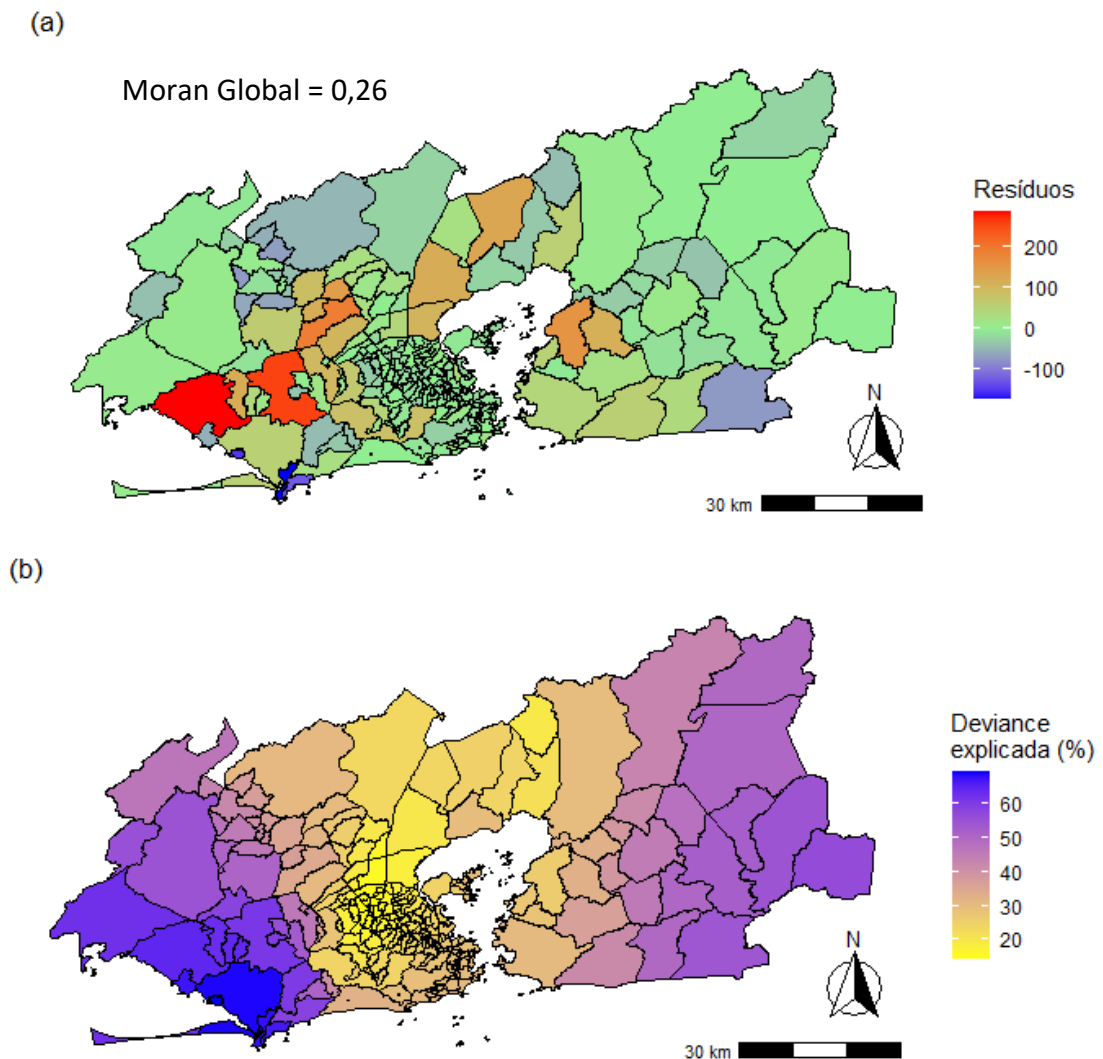 (a)
Moran Global = 0,26
Resíduos
200
100
0
-100
N
30 km
(b)
Deviance
explicada (%)
60
50
40
30
20
N
30 km